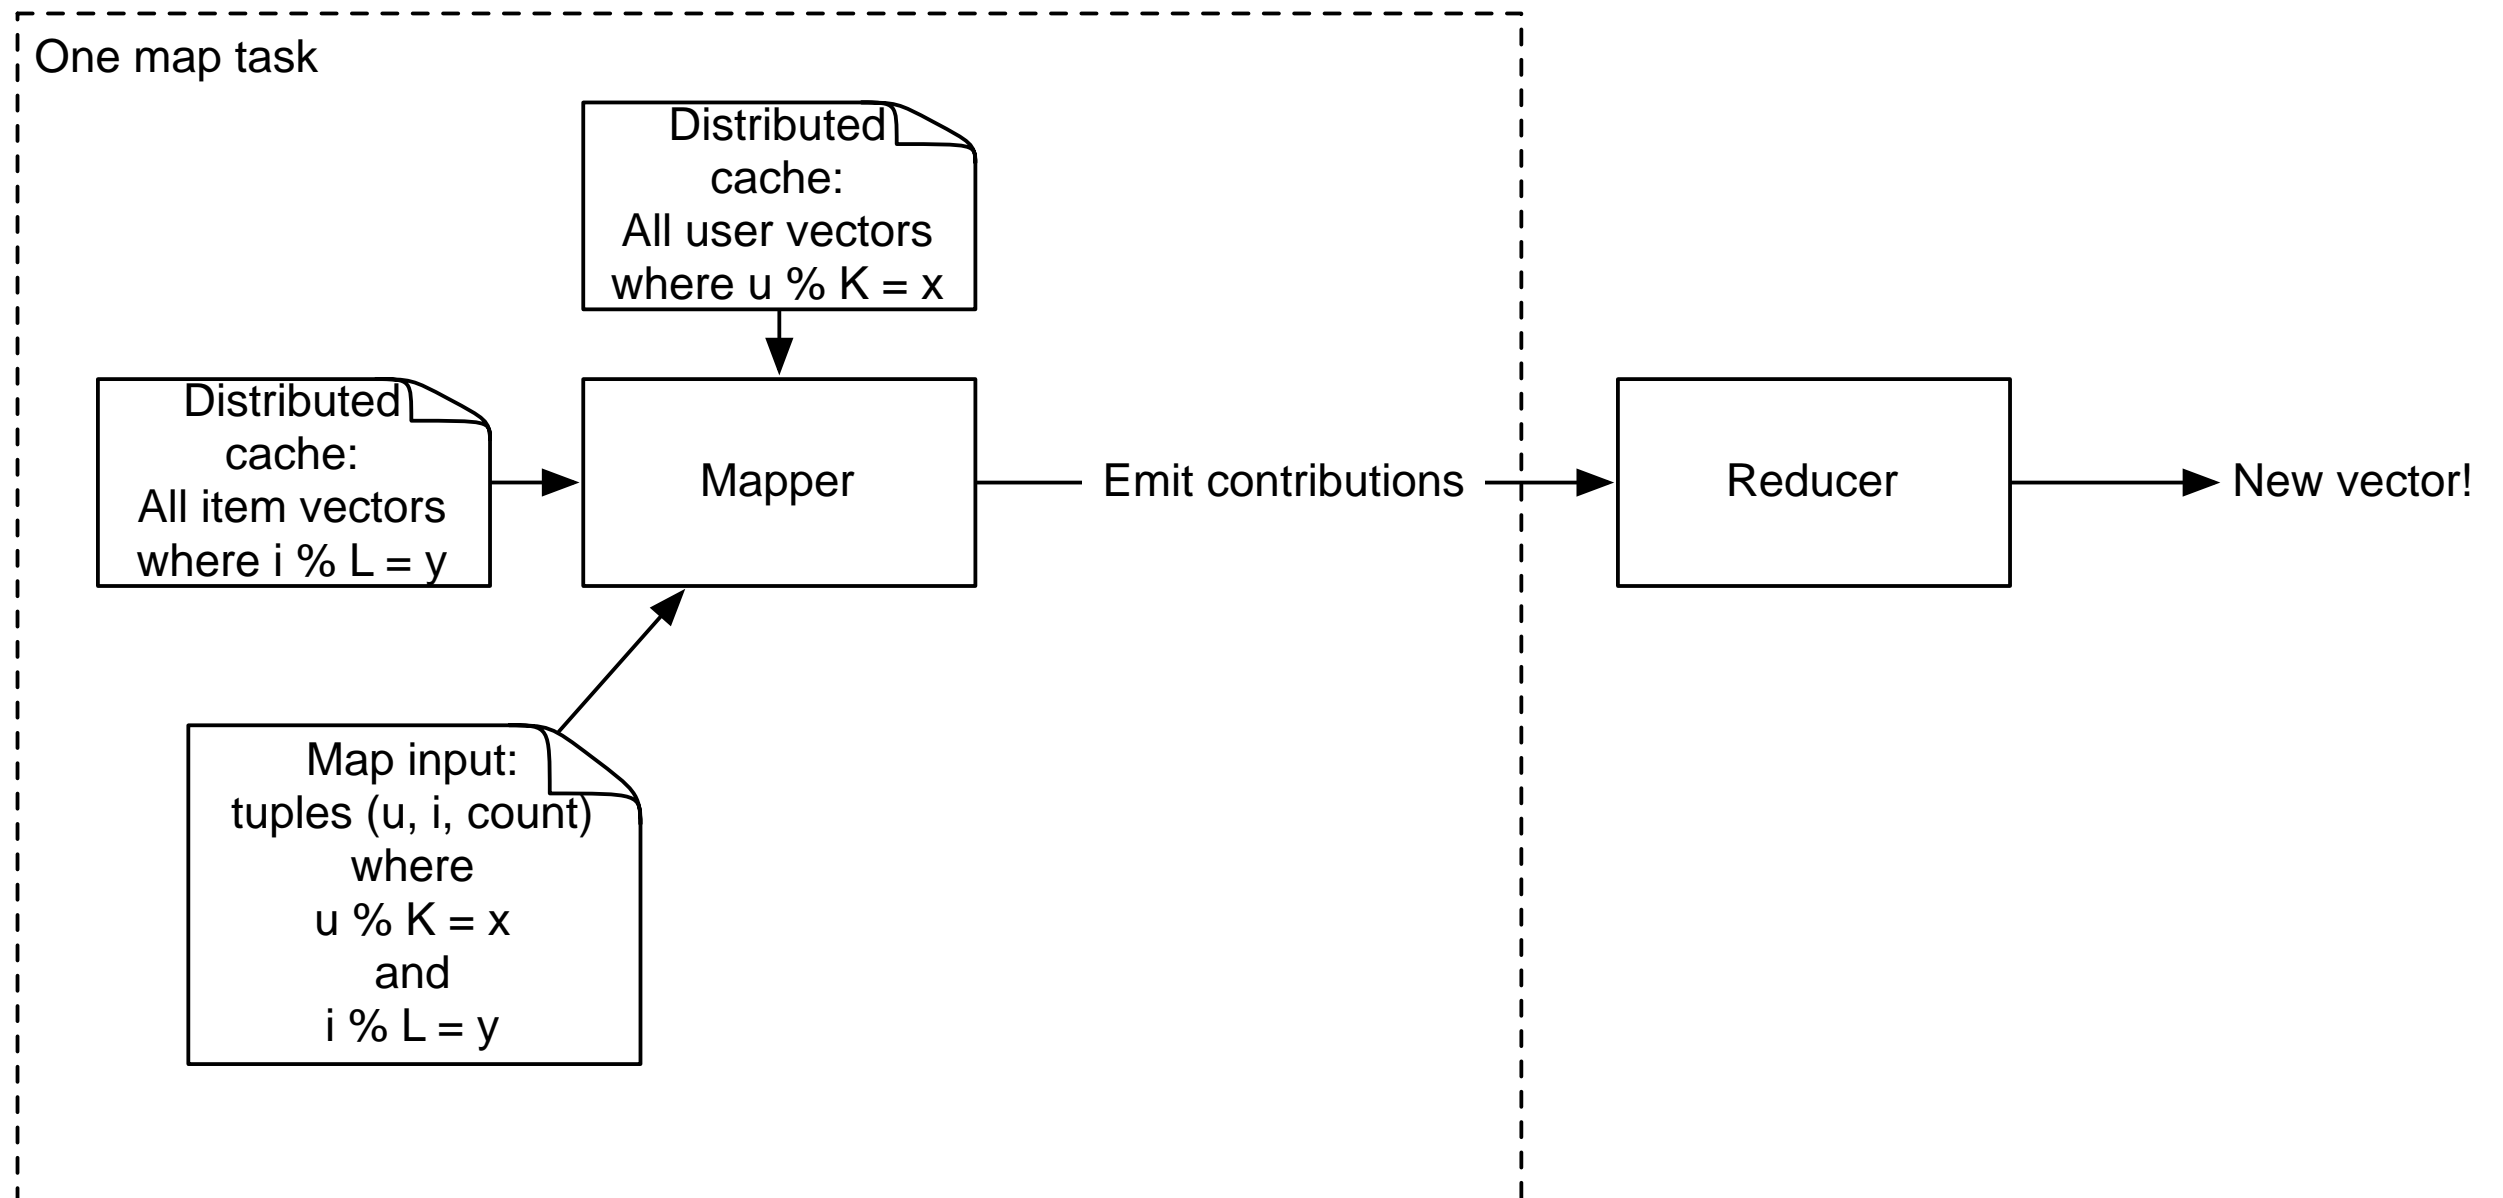 One map task
Distributed
cache:
All user vectors
where u % K = x
Distributed
cache:
All item vectors
where i % L = y
Mapper
Emit contributions
Reducer
New vector!
Map input:
tuples (u, i, count)
where
u % K = x
and
i % L = y